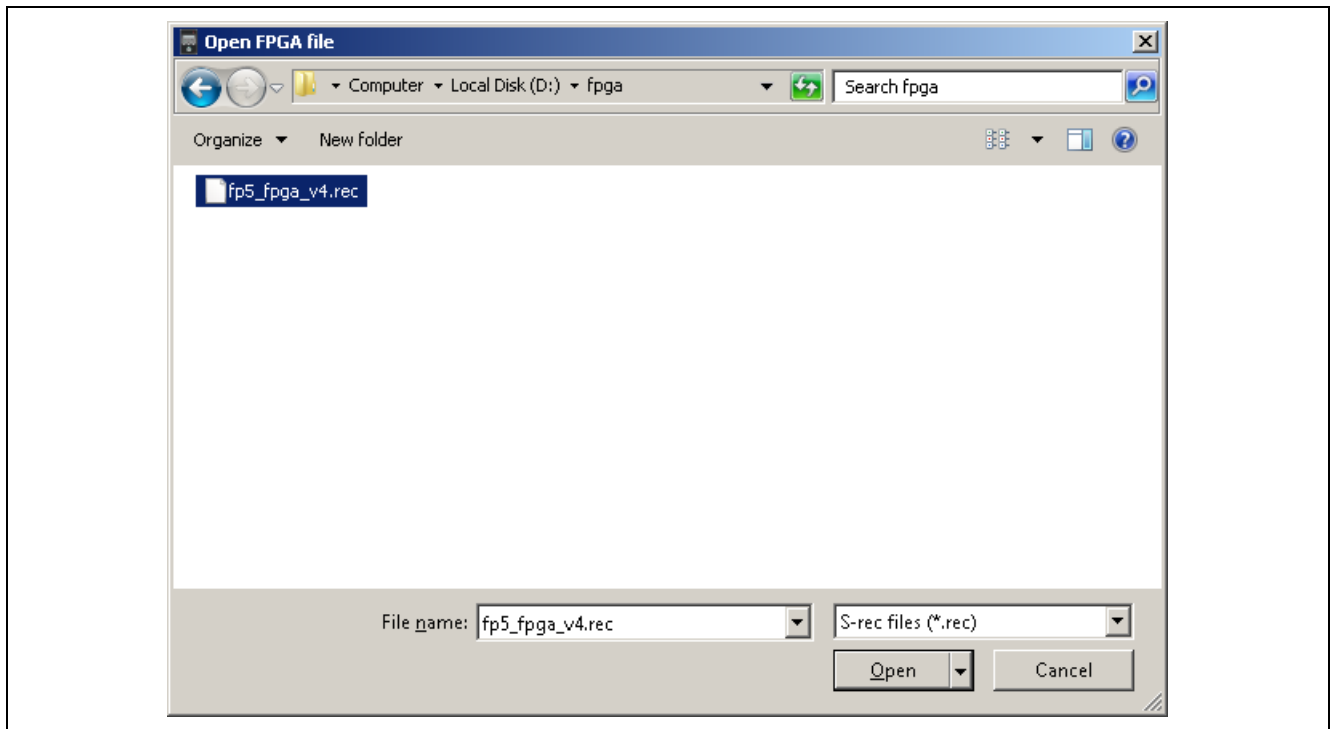 Open FPGA file
Computer Local Disk (D:) fpga Search fpga
Organize New folder
fp5_fpga_v4.rec
File name: fp5_fpga_v4.rec S-rec files (*.rec)
Open Cancel